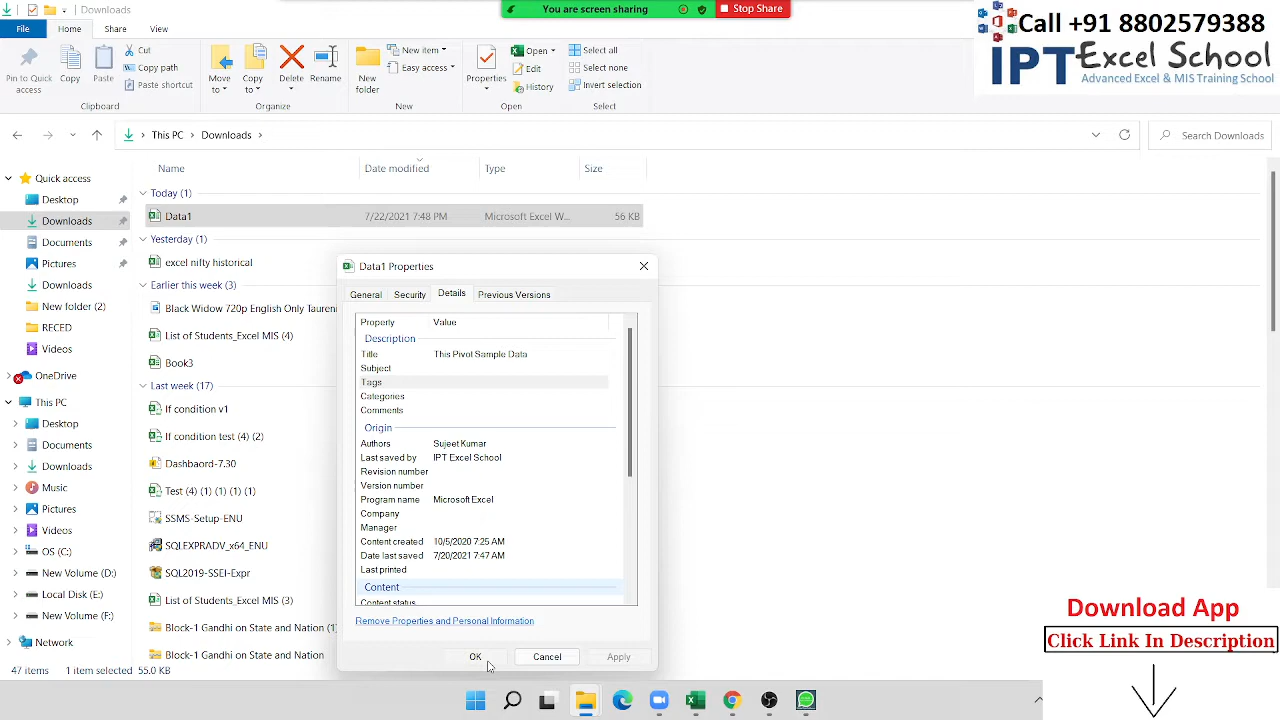 Downloads
You are screen sharing
Stop Share
Call +91 8802579388
IPT Excel School
Advanced Excel & MIS Training School
File
Home
Share
View
Pin to Quick access
Copy
Paste
Cut
Copy path
Paste shortcut
Clipboard
Move to
Copy to
Delete
Rename
Organize
New folder
New item
Easy access
New
Properties
Open
Edit
History
Open
Select all
Select none
Invert selection
Select
This PC
Downloads
Search Downloads
Name
Date modified
Type
Size
Quick access
Desktop
Downloads
Documents
Pictures
Downloads
New folder (2)
RECED
Videos
OneDrive
This PC
Desktop
Documents
Downloads
Music
Pictures
Videos
OS (C:)
New Volume (D:)
Local Disk (E:)
New Volume (F:)
Network
Today (1)
Data1 7/22/2021 7:48 PM Microsoft Excel W... 56 KB
Yesterday (1)
excel nifty historical
Earlier this week (3)
Black Widow 720p English Only Tauren
List of Students_Excel MIS (4)
Book3
Last week (17)
If condition v1
If condition test (4) (2)
Dashbaord-7.30
Test (4) (1) (1) (1) (1)
SSMS-Setup-ENU
SQLEXPRADV_x64_ENU
SQL2019-SSEI-Expr
List of Students_Excel MIS (3)
Block-1 Gandhi on State and Nation (1)
Block-1 Gandhi on State and Nation
Data1 Properties
General
Security
Details
Previous Versions
Property Value
Description
Title This Pivot Sample Data
Subject
Tags
Categories
Comments
Origin
Authors Sujeet Kumar
Last saved by IPT Excel School
Revision number
Version number
Program name Microsoft Excel
Company
Manager
Content created 10/5/2020 7:25 AM
Date last saved 7/20/2021 7:47 AM
Last printed
Content
Content status
Remove Properties and Personal Information
OK
Cancel
Apply
47 items
1 item selected
55.0 KB
Download App
Click Link In Description